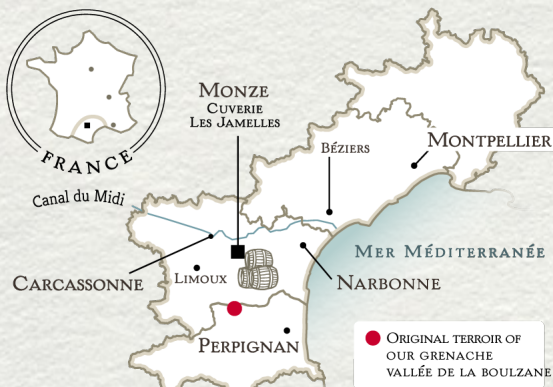 FRANCE
MONZE
CUVERIE
LES JAMELLES
BÉZIERS
MONTPELLIER
Canal du Midi
MER MÉDITERRANÉE
CARCASSONNE
LIMOUX
NARBONNE
PERPIGNAN
ORIGINAL TERROIR OF
OUR GRENACHE
VALLÉE DE LA BOULZANE